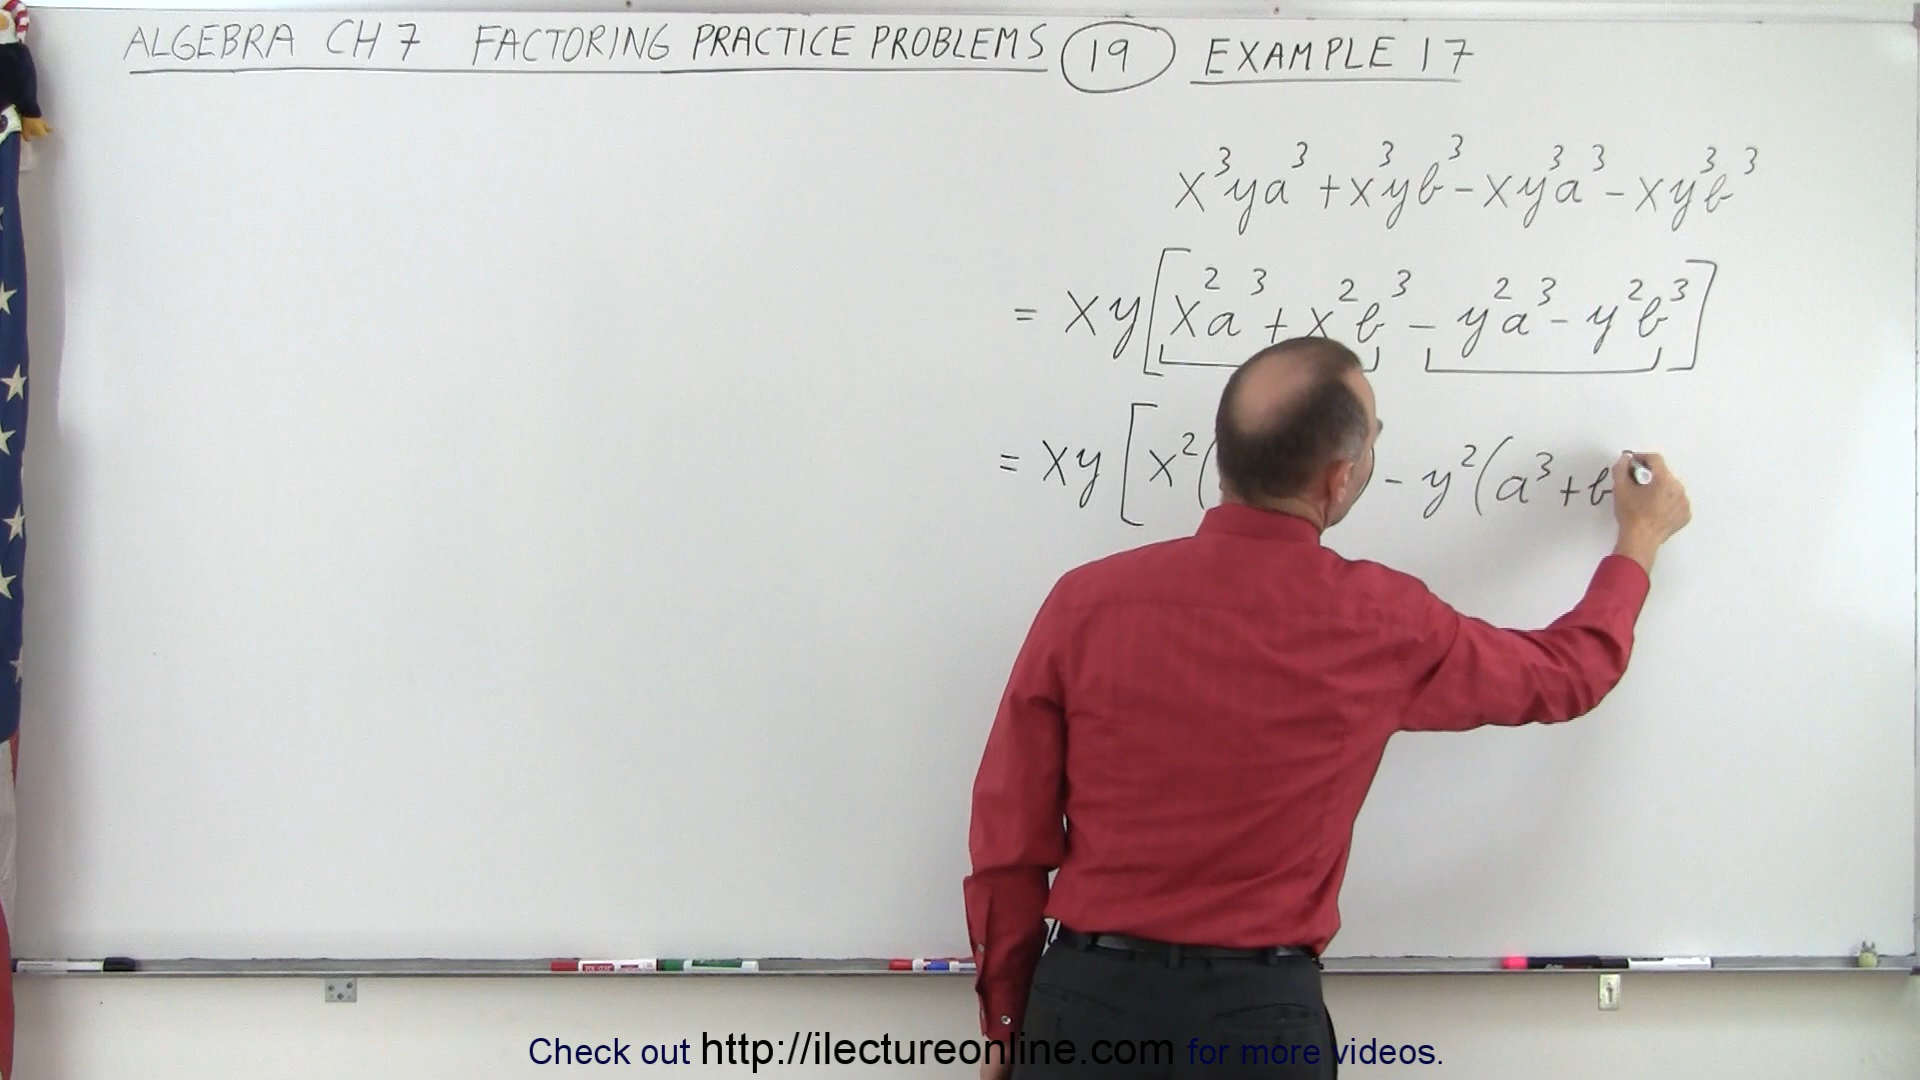 ALGEBRA CH 7 FACTORING PRACTICE PROBLEMS 19 EXAMPLE 17
x³ya³ + x³yb³ - xy³a³ - xy³b³
= xy[x²a³ + x²b³ - y²a³ - y²b³]
= xy[x²( ) - y²(a³ + b
Check out http://ilectureonline.com for more videos.